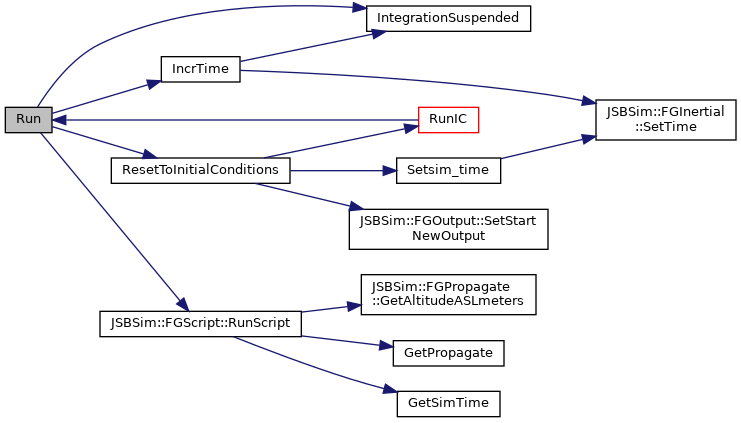 IntegrationSuspended
IncrTime
JSBSim::FGInertial
::SetTime
Run
RunIC
ResetToInitialConditions
Setsim_time
JSBSim::FGOutput::SetStart
NewOutput
JSBSim::FGPropagate
::GetAltitudeASLmeters
JSBSim::FGScript::RunScript
GetPropagate
GetSimTime